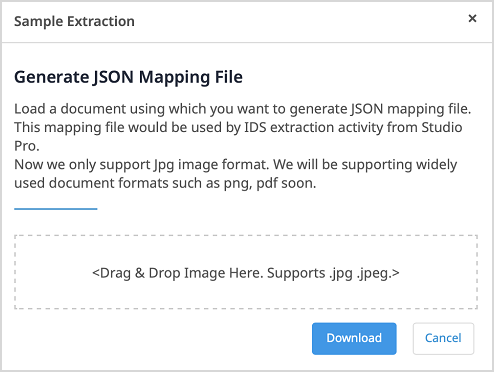 Sample Extraction ×
Generate JSON Mapping File
Load a document using which you want to generate JSON mapping file.
This mapping file would be used by IDS extraction activity from Studio
Pro.
Now we only support Jpg image format. We will be supporting widely
used document formats such as png, pdf soon.
<Drag & Drop Image Here. Supports .jpg .jpeg.>
Download Cancel